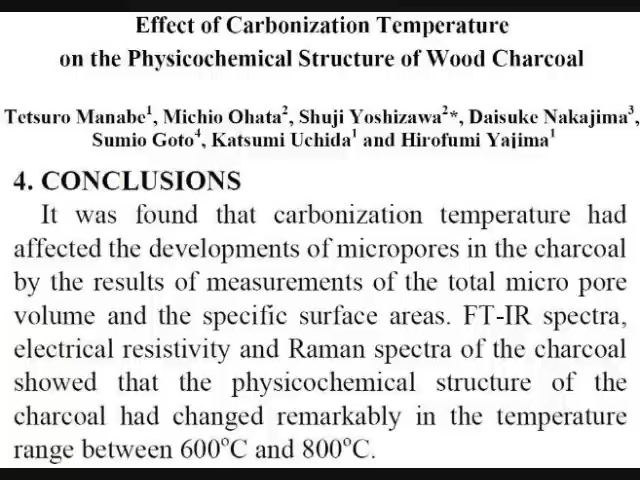 Effect of Carbonization Temperature
on the Physicochemical Structure of Wood Charcoal
Tetsuro Manabe¹, Michio Ohata², Shuji Yoshizawa²*, Daisuke Nakajima³,
Sumio Goto⁴, Katsumi Uchida¹ and Hirofumi Yajima¹
4. CONCLUSIONS
It was found that carbonization temperature had
affected the developments of micropores in the charcoal
by the results of measurements of the total micro pore
volume and the specific surface areas. FT-IR spectra,
electrical resistivity and Raman spectra of the charcoal
showed that the physicochemical structure of the
charcoal had changed remarkably in the temperature
range between 600°C and 800°C.